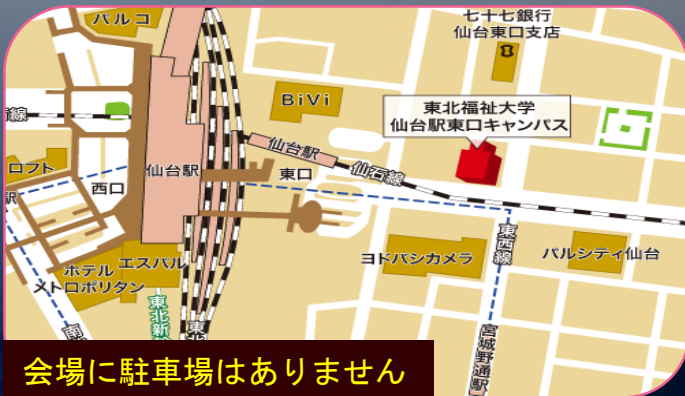 パルコ
七十七銀行
仙台東口支店
BiVi
東北福祉大学
仙台駅東口キャンパス
仙台駅
仙石線
ロフト
西口
仙台駅
東口
東西線
ヨドバシカメラ
パルシティ仙台
エスパル
ホテル
メトロポリタン
東北新
宮城野通駅
会場に駐車場はありません